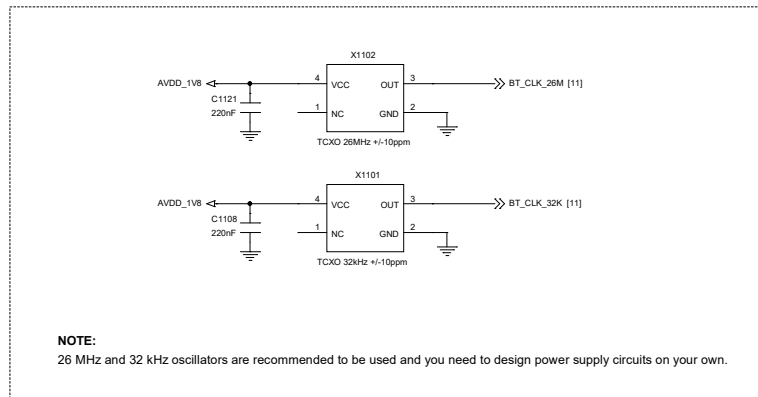 X1102
AVDD_1V8
4 VCC OUT 3
BT_CLK_26M [11]
C1121
220nF
1 NC GND 2
TCXO 26MHz +/-10ppm
X1101
AVDD_1V8
4 VCC OUT 3
BT_CLK_32K [11]
C1108
220nF
1 NC GND 2
TCXO 32kHz +/-10ppm
NOTE:
26 MHz and 32 kHz oscillators are recommended to be used and you need to design power supply circuits on your own.